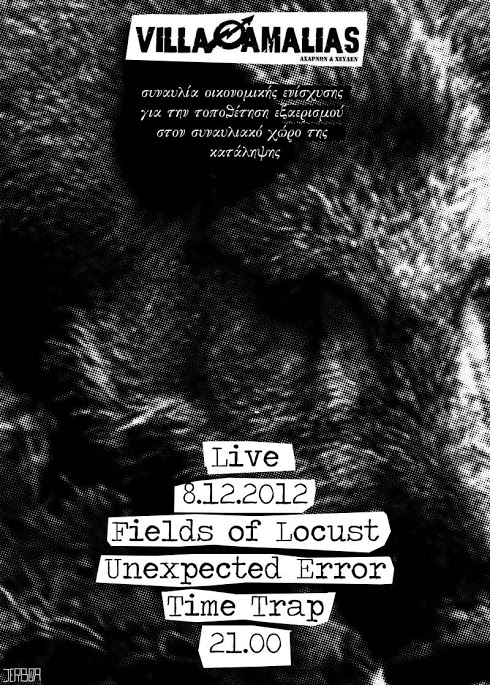 VILLA AMALIAS
ΑΧΑΡΝΩΝ & ΧΕΥΔΕΝ
συναυλία οικονομικής ενίσχυσης
για την τοποθέτηση εξαερισμού
στον συναυλιακό χώρο της
κατάληψης
Live
8.12.2012
Fields of Locust
Unexpected Error
Time Trap
21.00